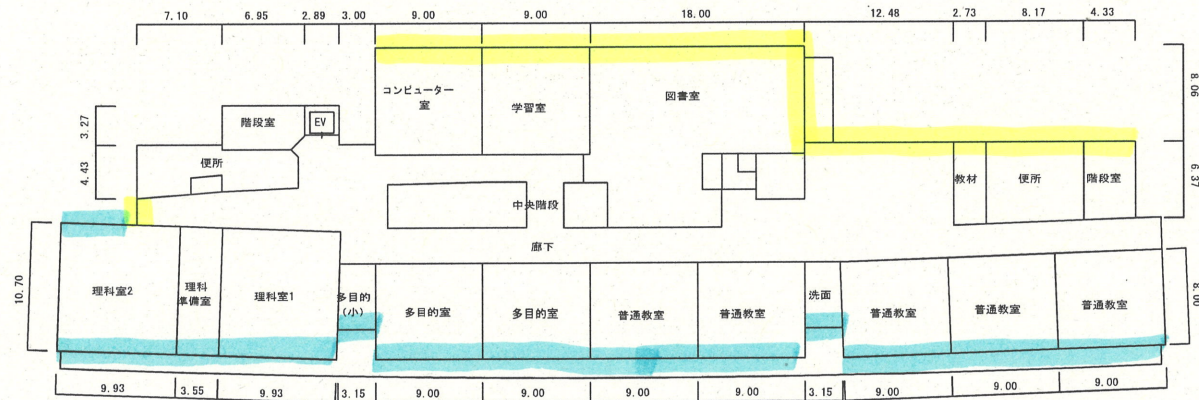 7.10 6.95 2.89 3.00 9.00 9.00 18.00 12.48 2.73 8.17 4.33
8.06
6.37
8.00
3.27
4.43
10.70
コンピューター
室
学習室
図書室
階段室
EV
便所
教材
便所
階段室
中央階段
廊下
理科室2
理科
準備室
理科室1
多目的
(小)
多目的室
多目的室
普通教室
普通教室
洗面
普通教室
普通教室
普通教室
9.93 3.55 9.93 3.15 9.00 9.00 9.00 9.00 3.15 9.00 9.00 9.00